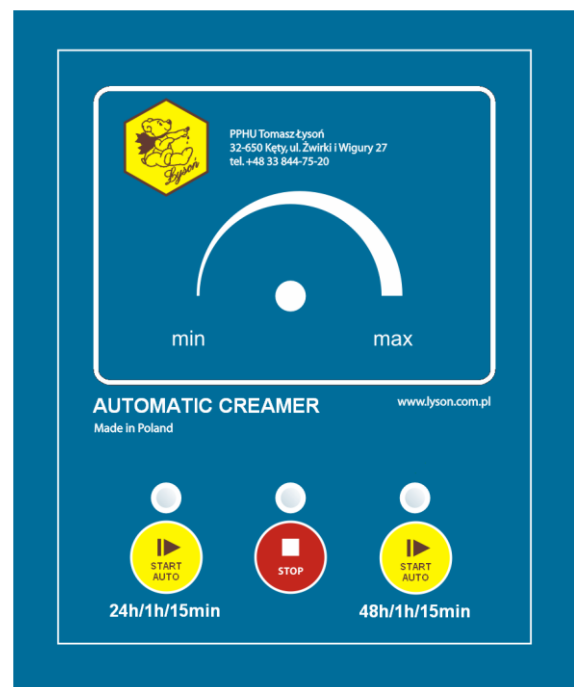 Łysoń
PPHU Tomasz Łysoń
32-650 Kęty, ul. Żwirki i Wigury 27
tel. +48 33 844-75-20
min
max
AUTOMATIC CREAMER
www.lyson.com.pl
Made in Poland
START
AUTO
STOP
START
AUTO
24h/1h/15min
48h/1h/15min